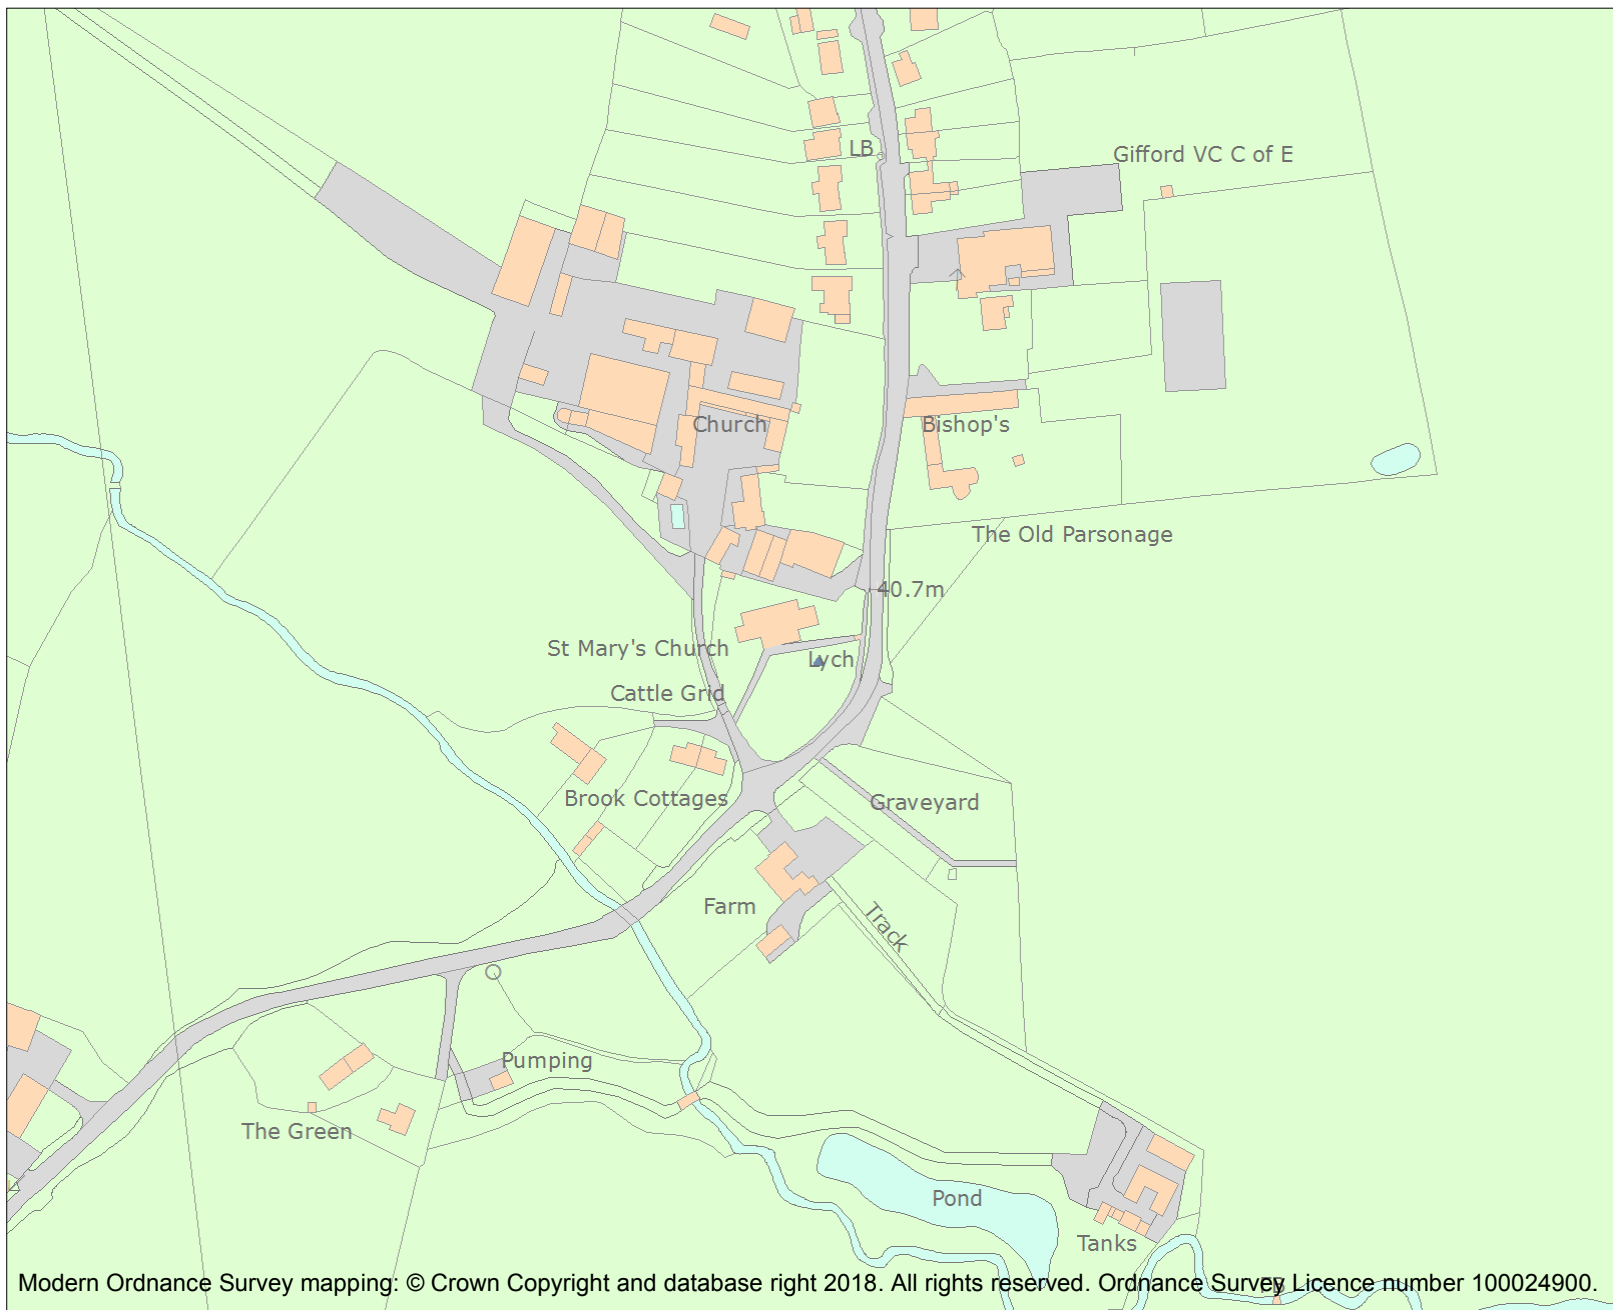 LB
Gifford VC C of E
Church
Bishop's
The Old Parsonage
40.7m
St Mary's Church
Lych
Cattle Grid
Brook Cottages
Graveyard
Farm
Track
Pumping
The Green
Pond
Tanks
FB
Modern Ordnance Survey mapping: © Crown Copyright and database right 2018. All rights reserved. Ordnance Survey Licence number 100024900.